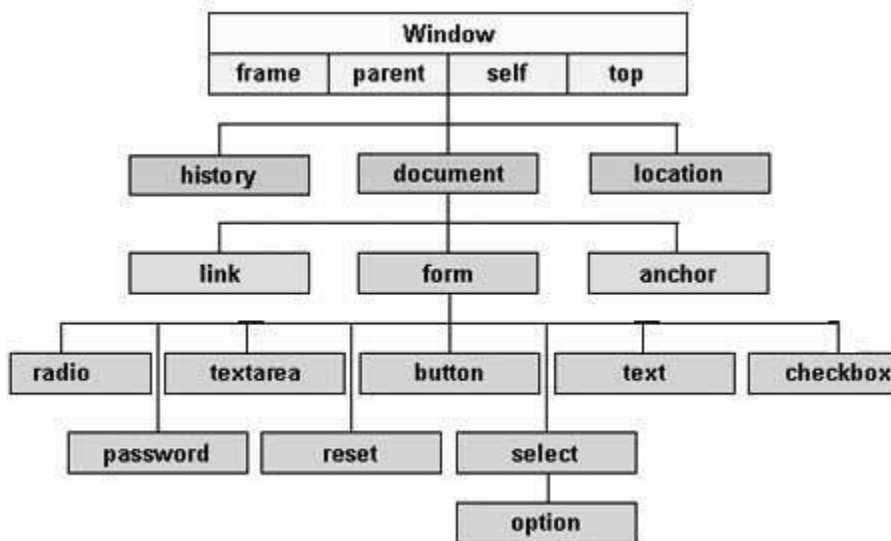 Window
frame parent self top
history document location
link form anchor
radio textarea button text checkbox
password reset select
option